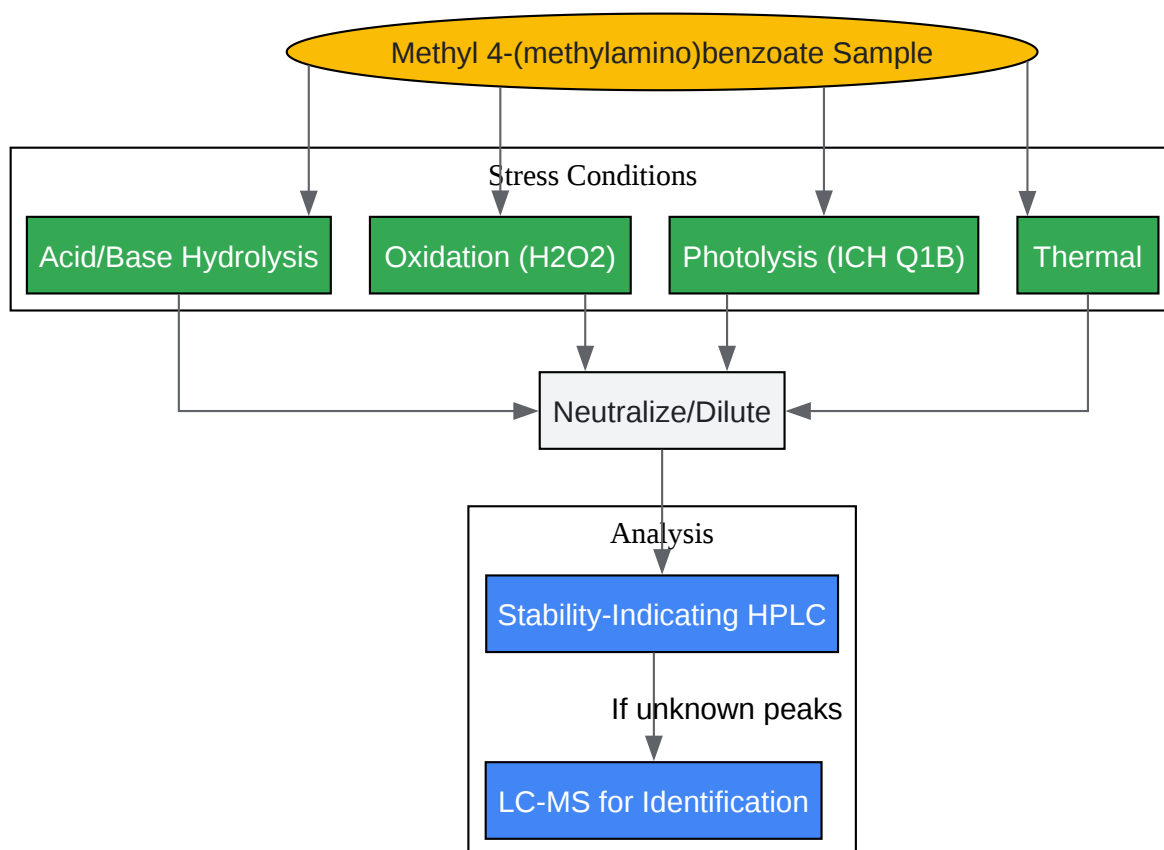 Methyl 4-(methylamino)benzoate Sample
Stress Conditions
Acid/Base Hydrolysis
Oxidation (H2O2)
Photolysis (ICH Q1B)
Thermal
Neutralize/Dilute
Analysis
Stability-Indicating HPLC
If unknown peaks
LC-MS for Identification